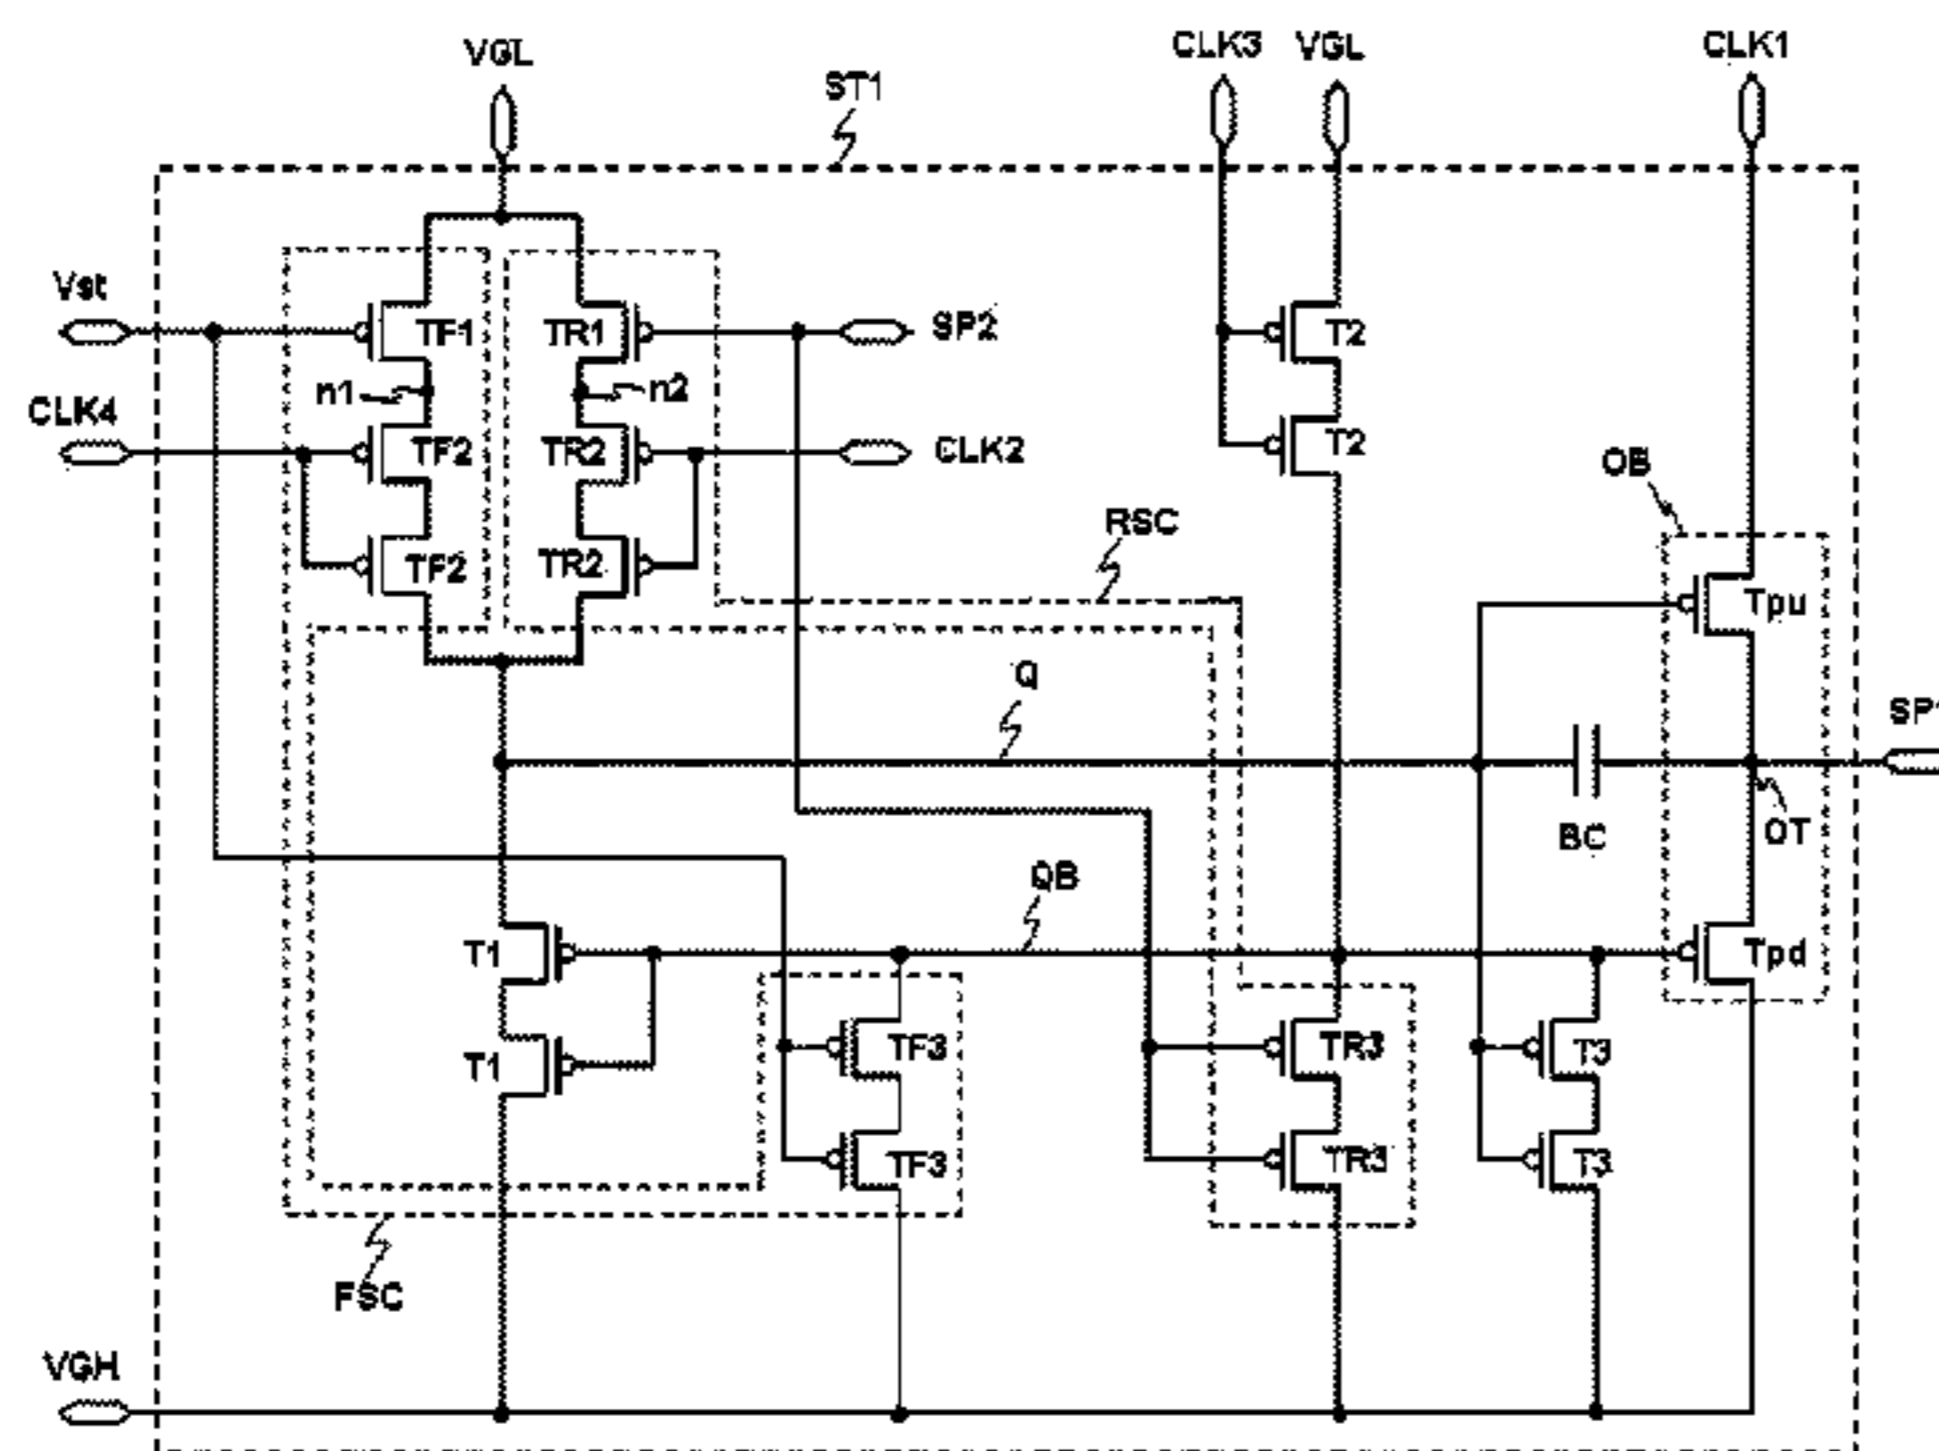 VGL
ST1
CLK3
VGL
CLK1
Vst
TF1
TR1
SP2
T2
n1
n2
CLK4
TF2
TR2
CLK2
T2
OB
RSC
TF2
TR2
Tpu
Q
SP1
BC
OT
QB
T1
Tpd
T1
TF3
TR3
T3
TF3
TR3
T3
FSC
VGH